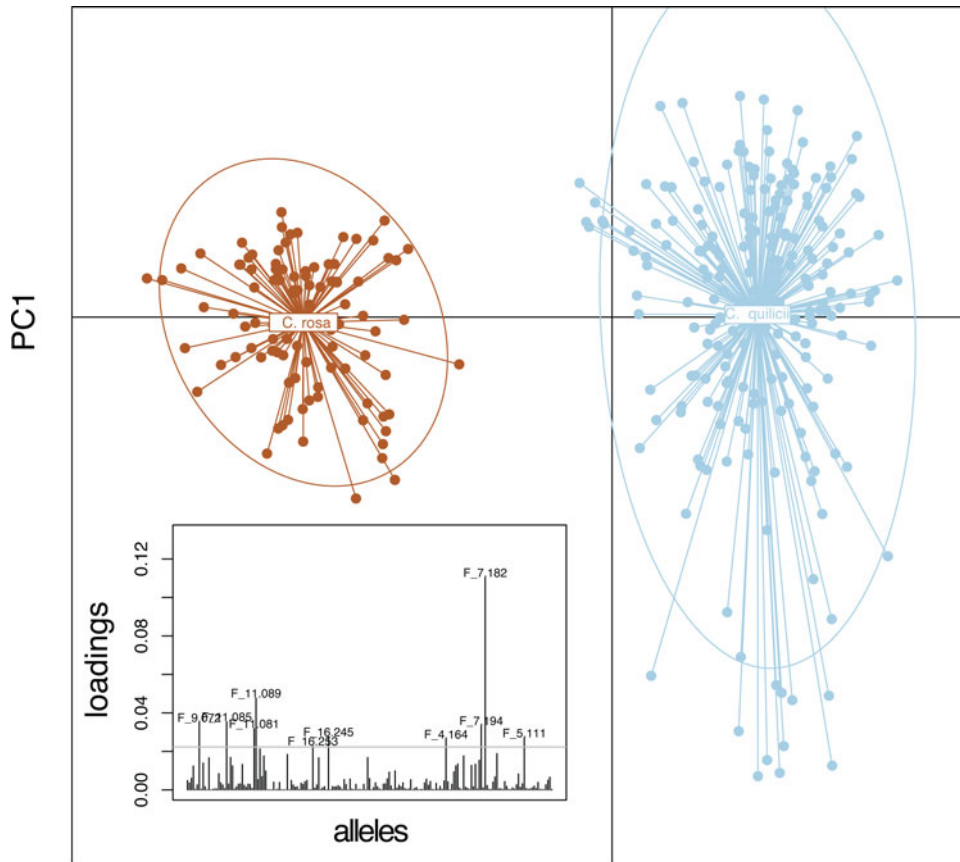 PC1
C. rosa
C. quilicii
loadings
0.00
0.04
0.08
0.12
F_7.182
F_11.089
F_11.085
F_11.081
F_16.245
F_16.253
F_7.194
F_4.164
F_5.111
alleles